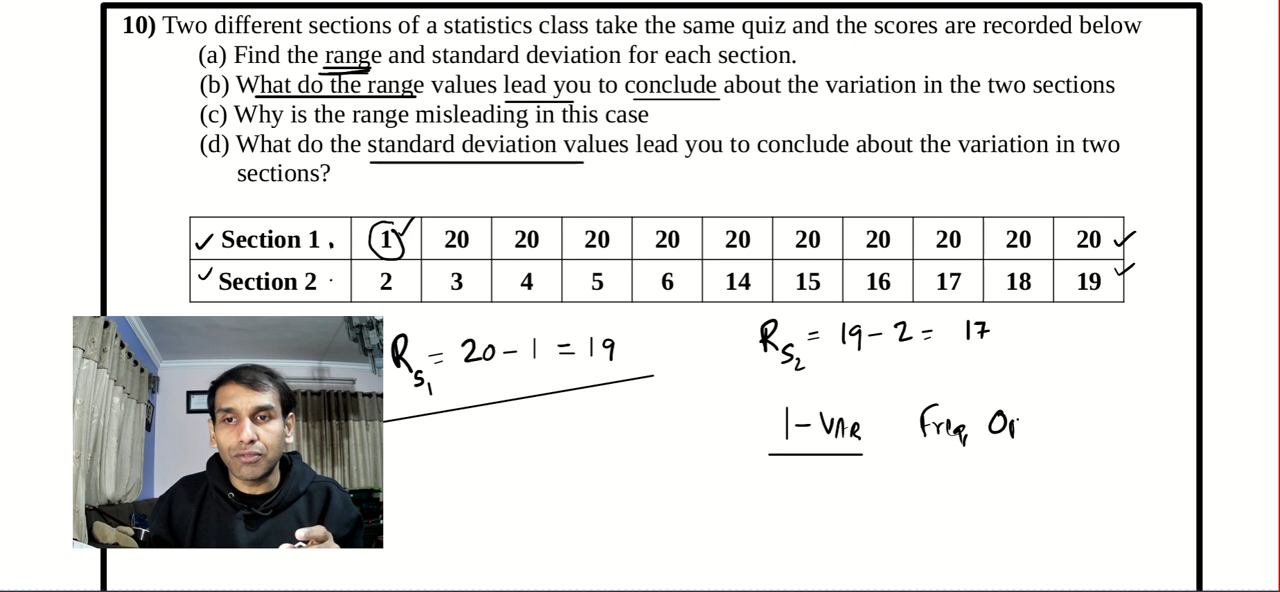 10) Two different sections of a statistics class take the same quiz and the scores are recorded below
(a) Find the range and standard deviation for each section.
(b) What do the range values lead you to conclude about the variation in the two sections
(c) Why is the range misleading in this case
(d) What do the standard deviation values lead you to conclude about the variation in two
sections?
Section 1 1 20 20 20 20 20 20 20 20 20 20
Section 2 2 3 4 5 6 14 15 16 17 18 19
R_S1 = 20 - 1 = 19
R_S2 = 19 - 2 = 17
1-VAR Freq